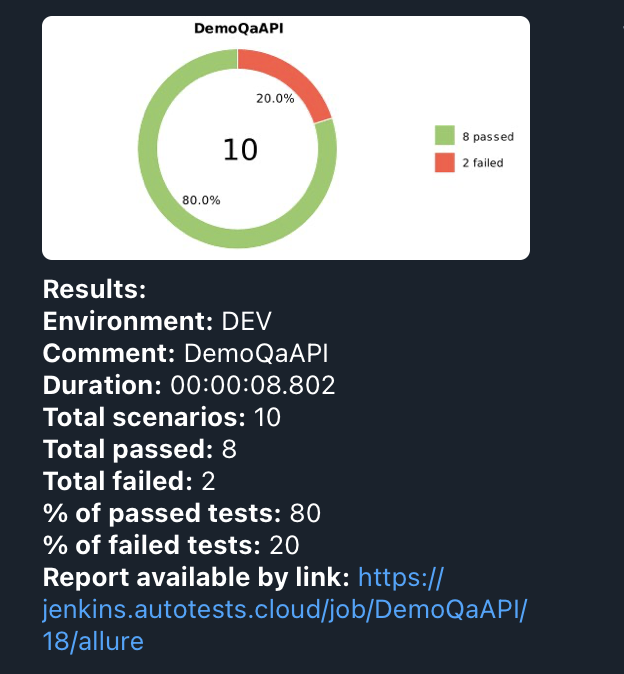 DemoQaAPI
20.0%
10
80.0%
8 passed
2 failed
Results:
Environment: DEV
Comment: DemoQaAPI
Duration: 00:00:08.802
Total scenarios: 10
Total passed: 8
Total failed: 2
% of passed tests: 80
% of failed tests: 20
Report available by link: https://
jenkins.autotests.cloud/job/DemoQaAPI/
18/allure